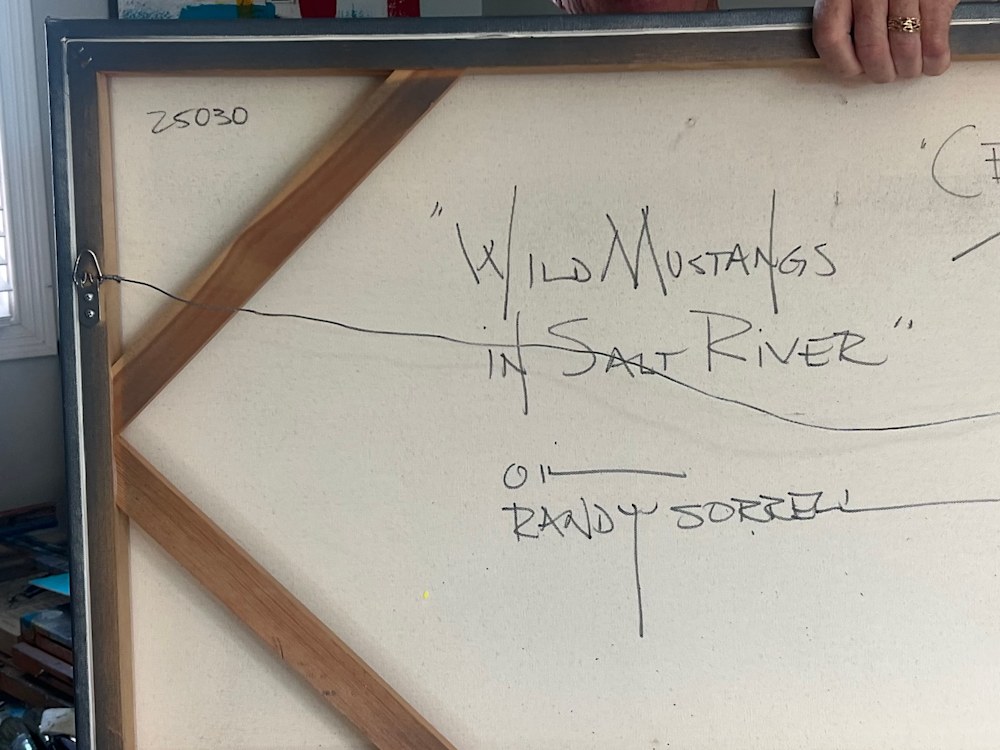 25030
"WILD MUSTANGS
IN SALT RIVER"
OIL
RANDY SORRELL